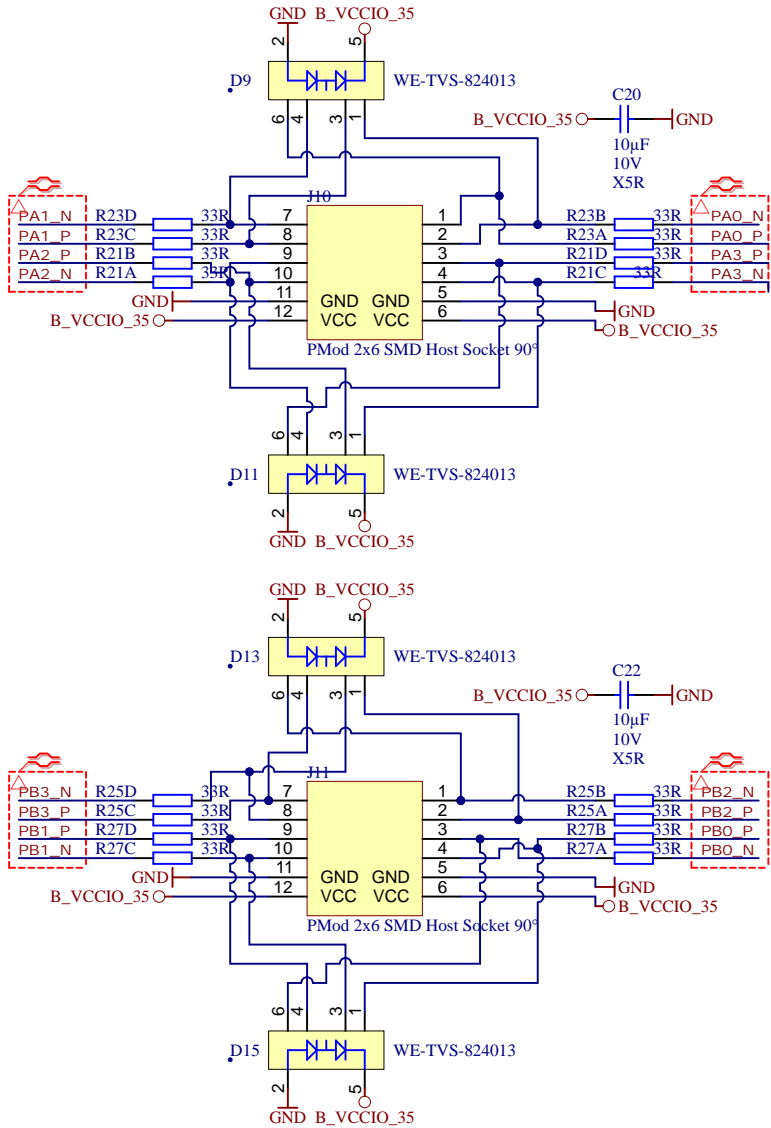 GND B_VCCIO_35
2 5
D9 WE-TVS-824013
6 4 3 1
C20
B_VCCIO_35 GND
10µF
10V
X5R
J10
PA1_N R23D 33R 7 1 R23B 33R PA0_N
PA1_P R23C 33R 8 2 R23A 33R PA0_P
PA2_P R21B 33R 9 3 R21D 33R PA3_P
PA2_N R21A 33R 10 4 R21C 33R PA3_N
GND 11 GND GND 5 GND
B_VCCIO_35 12 VCC VCC 6 B_VCCIO_35
PMod 2x6 SMD Host Socket 90°
6 4 3 1
D11 WE-TVS-824013
2 5
GND B_VCCIO_35
GND B_VCCIO_35
2 5
D13 WE-TVS-824013
6 4 3 1
C22
B_VCCIO_35 GND
10µF
10V
X5R
J11
PB3_N R25D 33R 7 1 R25B 33R PB2_N
PB3_P R25C 33R 8 2 R25A 33R PB2_P
PB1_P R27D 33R 9 3 R27B 33R PB0_P
PB1_N R27C 33R 10 4 R27A 33R PB0_N
GND 11 GND GND 5 GND
B_VCCIO_35 12 VCC VCC 6 B_VCCIO_35
PMod 2x6 SMD Host Socket 90°
6 4 3 1
D15 WE-TVS-824013
2 5
GND B_VCCIO_35